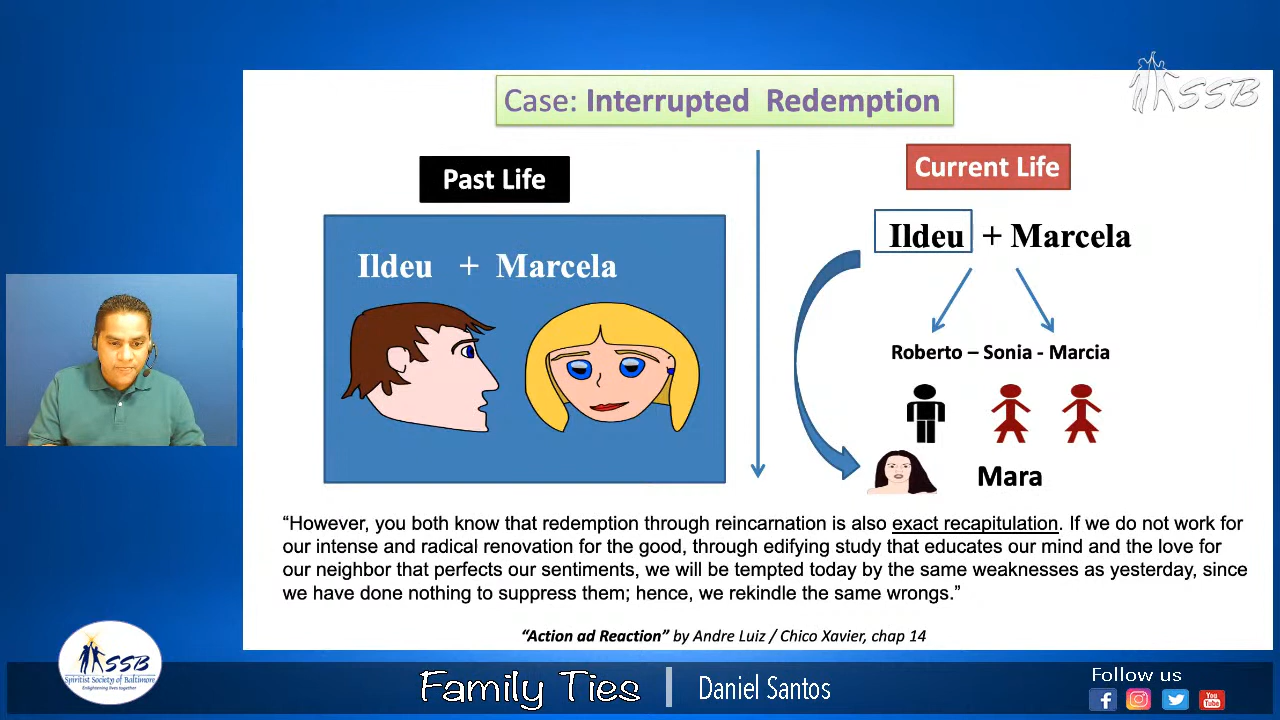 SSB
Case: Interrupted Redemption
Past Life
Current Life
Ildeu + Marcela
Ildeu + Marcela
Roberto – Sonia - Marcia
Mara
“However, you both know that redemption through reincarnation is also exact recapitulation. If we do not work for
our intense and radical renovation for the good, through edifying study that educates our mind and the love for
our neighbor that perfects our sentiments, we will be tempted today by the same weaknesses as yesterday, since
we have done nothing to suppress them; hence, we rekindle the same wrongs.”
“Action ad Reaction” by Andre Luiz / Chico Xavier, chap 14
SSB
Spiritist Society of Baltimore
Enlightening lives together
Family Ties
Daniel Santos
Follow us
You
Tube